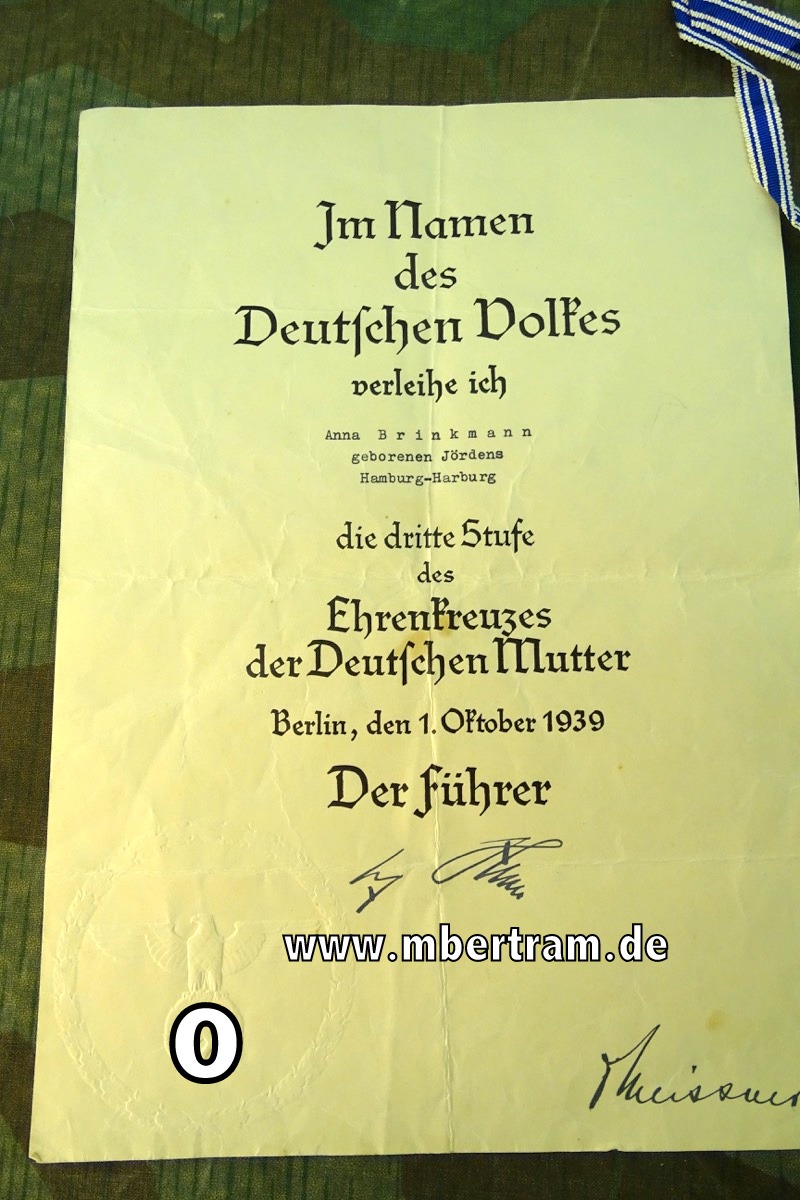 Im Namen
des
Deutſchen Volkes
verleihe ich
Anna B r i n k m a n n
geborenen Jördens
Hamburg-Harburg
die dritte Stufe
des
Ehrenkreuzes
der Deutſchen Mutter
Berlin, den 1. Oktober 1939
Der Führer
www.mbertram.de
0
Meissner